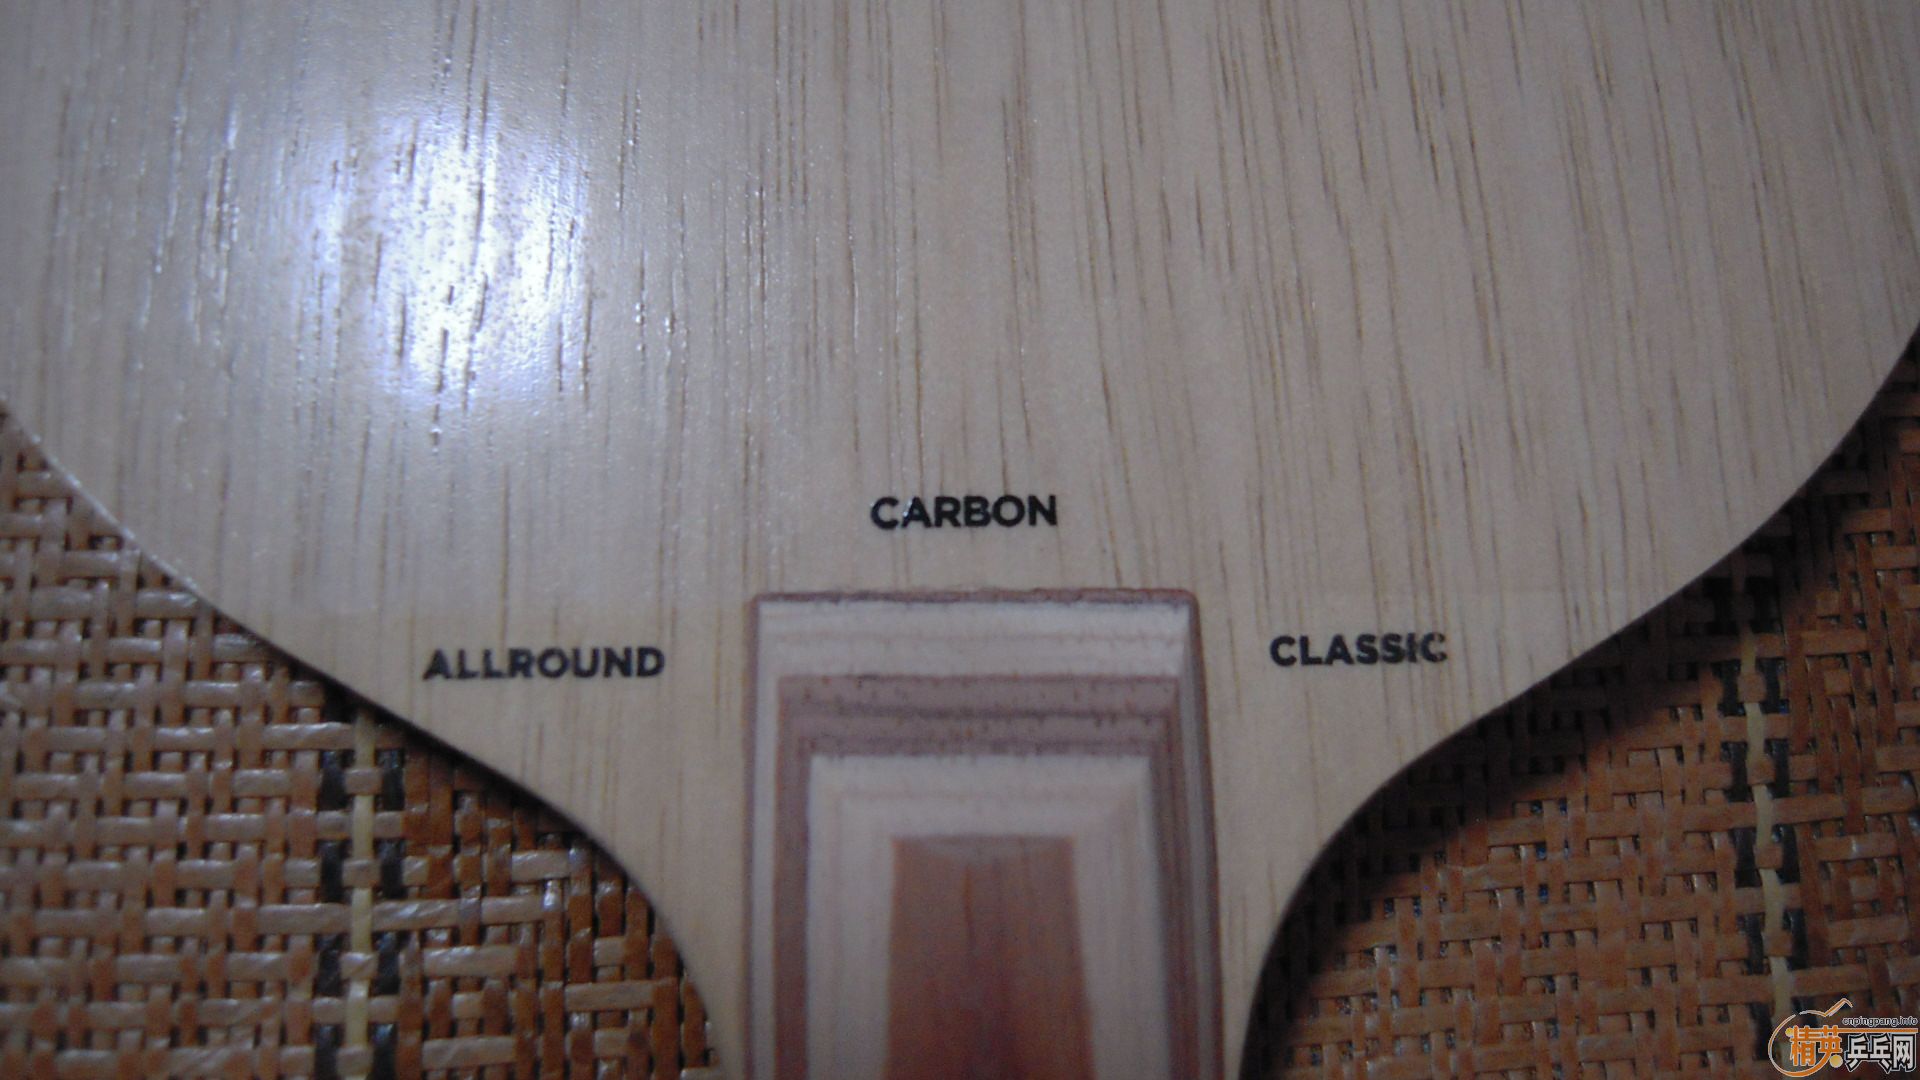 CARBON
ALLROUND
CLASSIC
cnpingpang.info
精英乒乓网